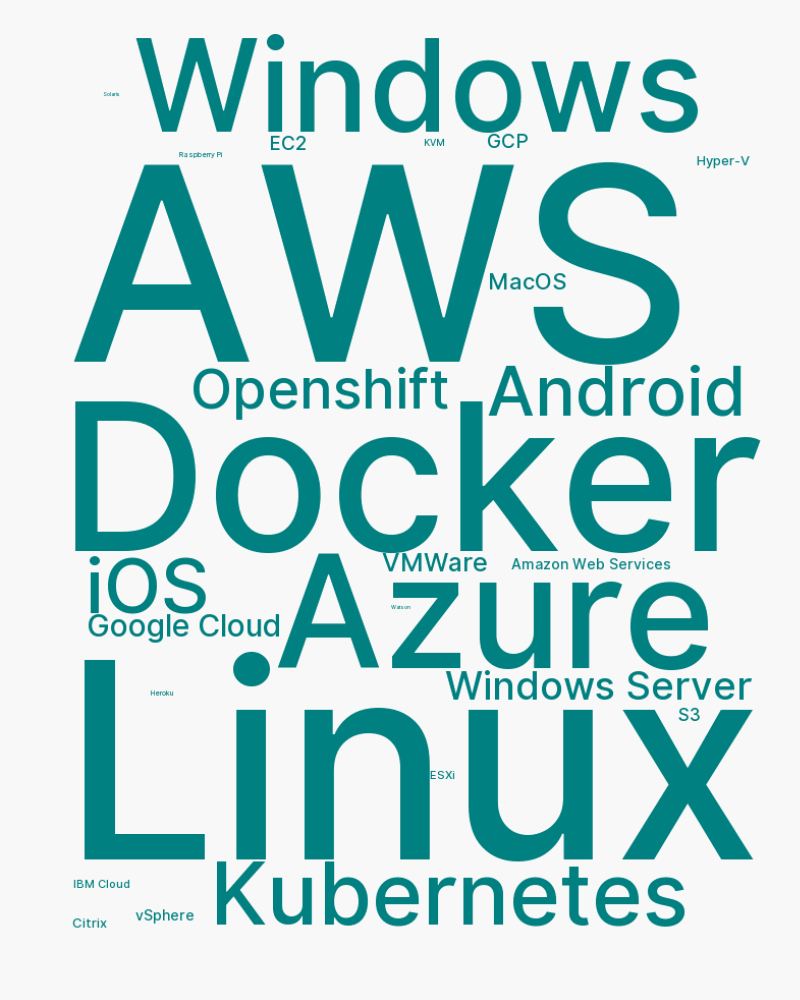 Windows
Solaris
EC2
KVM
GCP
Raspberry Pi
Hyper-V
AWS
MacOS
Openshift
Android
Docker
iOS
VMWare
Amazon Web Services
Azure
Watson
Google Cloud
Windows Server
Heroku
S3
Linux
ESXi
Kubernetes
IBM Cloud
vSphere
Citrix